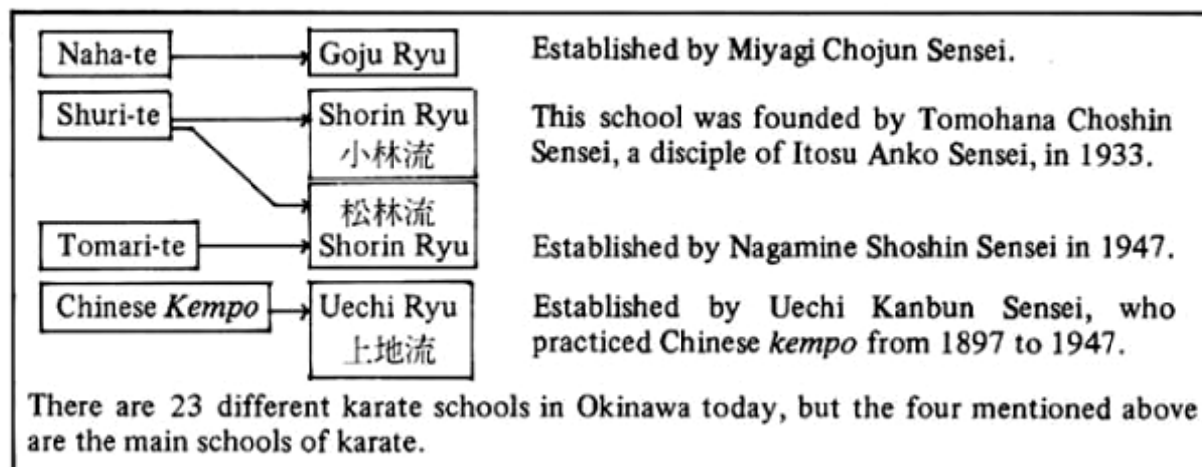 Naha-te Goju Ryu Established by Miyagi Chojun Sensei.
Shuri-te Shorin Ryu This school was founded by Tomohana Choshin
小林流 Sensei, a disciple of Itosu Anko Sensei, in 1933.
松林流
Tomari-te Shorin Ryu Established by Nagamine Shoshin Sensei in 1947.
Chinese Kempo Uechi Ryu Established by Uechi Kanbun Sensei, who
上地流 practiced Chinese kempo from 1897 to 1947.
There are 23 different karate schools in Okinawa today, but the four mentioned above
are the main schools of karate.